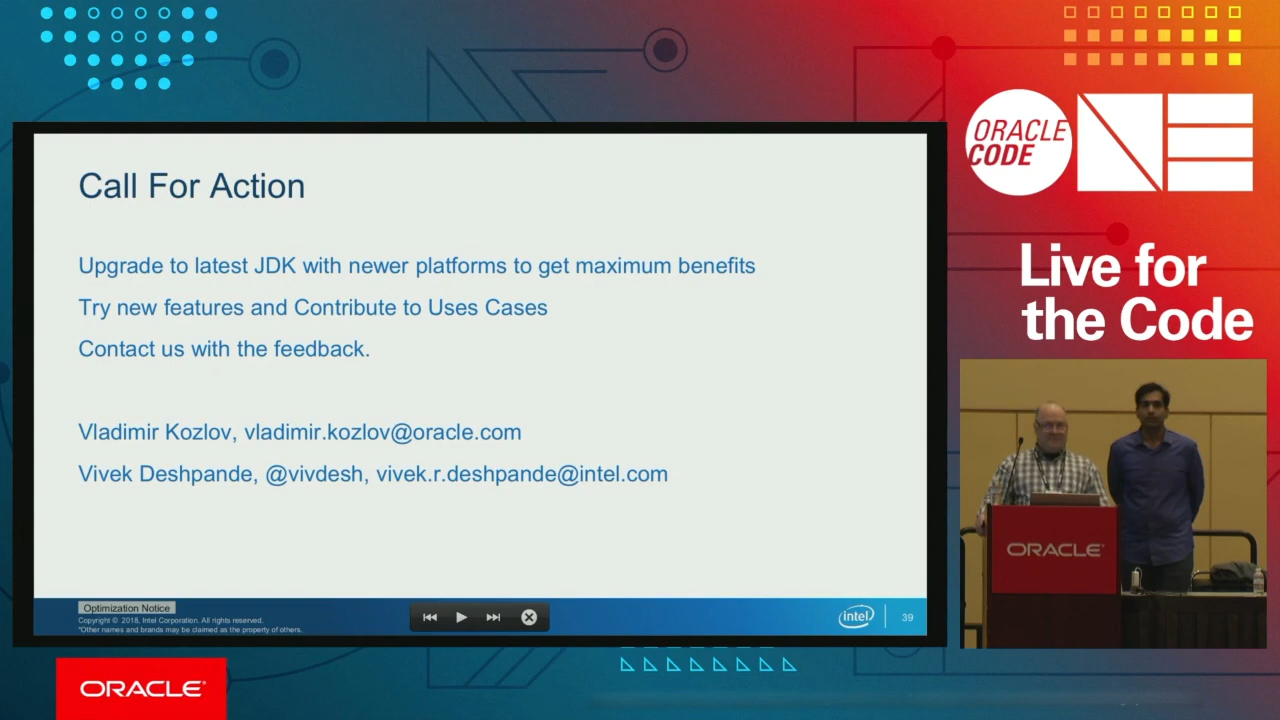 Call For Action
Upgrade to latest JDK with newer platforms to get maximum benefits
Try new features and Contribute to Uses Cases
Contact us with the feedback.
Vladimir Kozlov, vladimir.kozlov@oracle.com
Vivek Deshpande, @vivdesh, vivek.r.deshpande@intel.com
Optimization Notice
Copyright © 2018, Intel Corporation. All rights reserved.
*Other names and brands may be claimed as the property of others.
intel
39
ORACLE
CODE
ONE
Live for
the Code
ORACLE
ORACLE